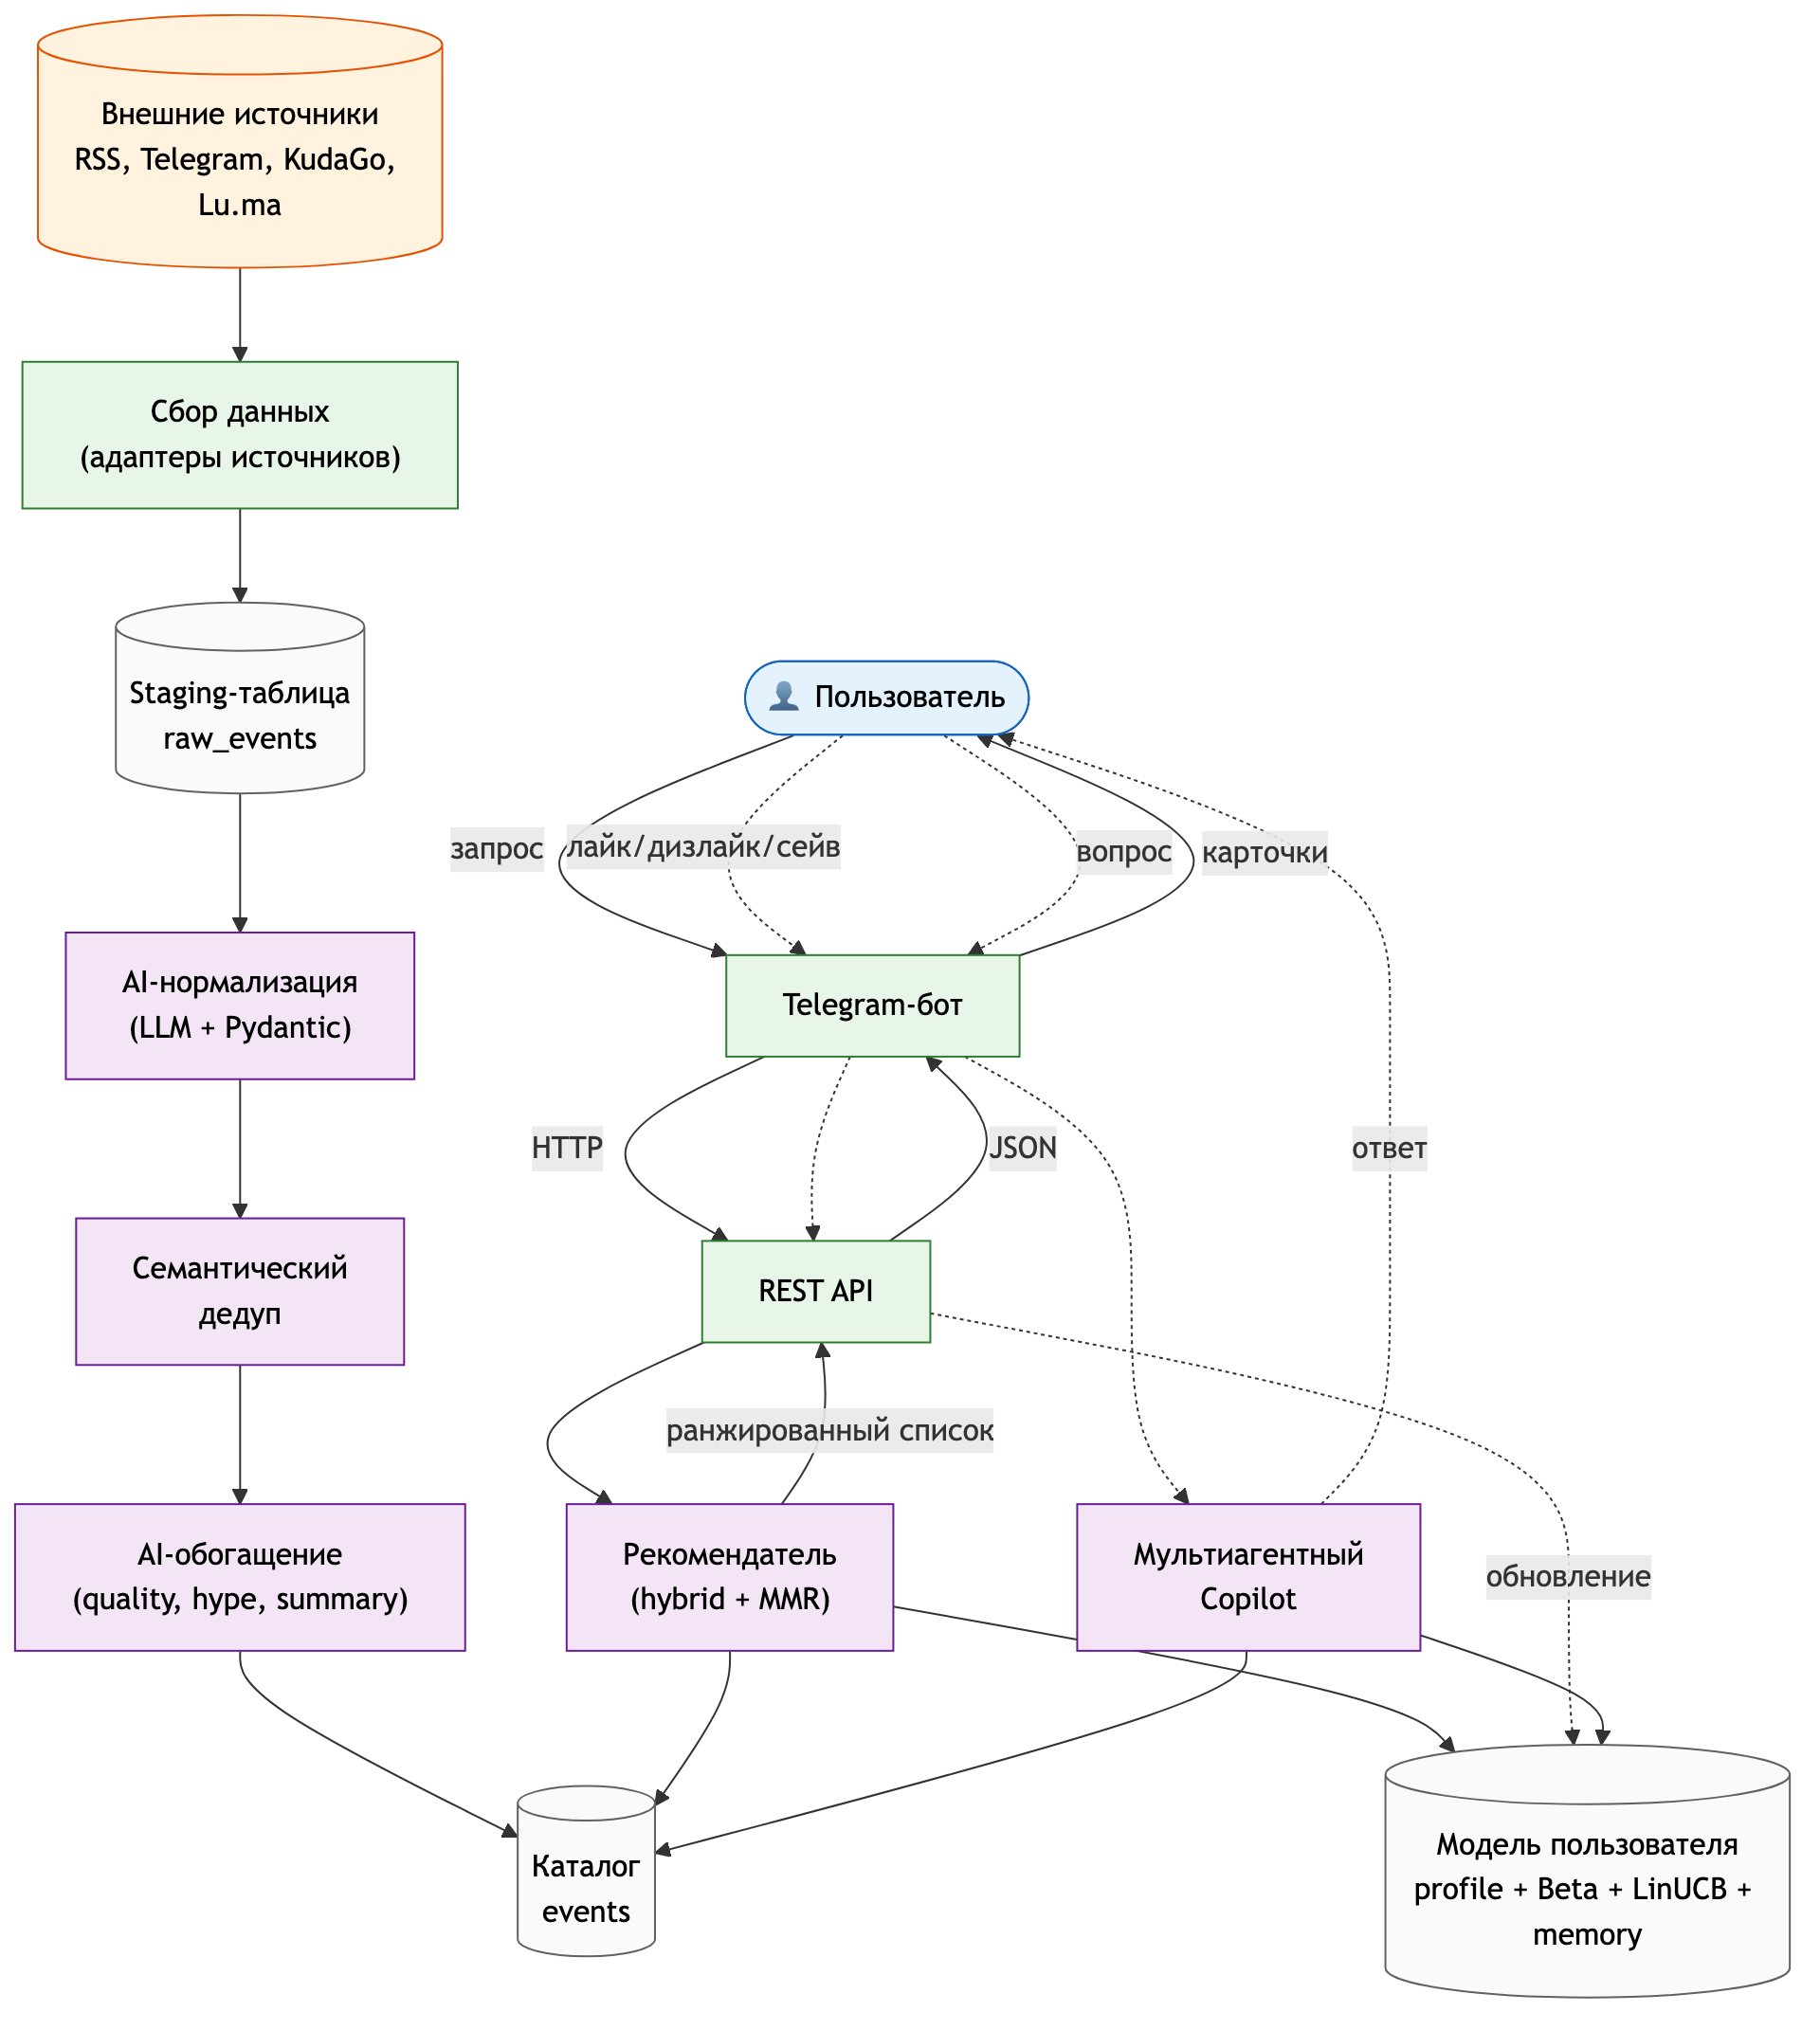 Внешние источники
RSS, Telegram, KudaGo,
Lu.ma
Сбор данных
(адаптеры источников)
Staging-таблица
raw_events
👤 Пользователь
запрос
лайк/дизлайк/сейв
вопрос
карточки
AI-нормализация
(LLM + Pydantic)
Telegram-бот
HTTP
JSON
ответ
Семантический
дедуп
REST API
ранжированный список
AI-обогащение
(quality, hype, summary)
Рекомендатель
(hybrid + MMR)
Мультиагентный
Copilot
обновление
Каталог
events
Модель пользователя
profile + Beta + LinUCB +
memory